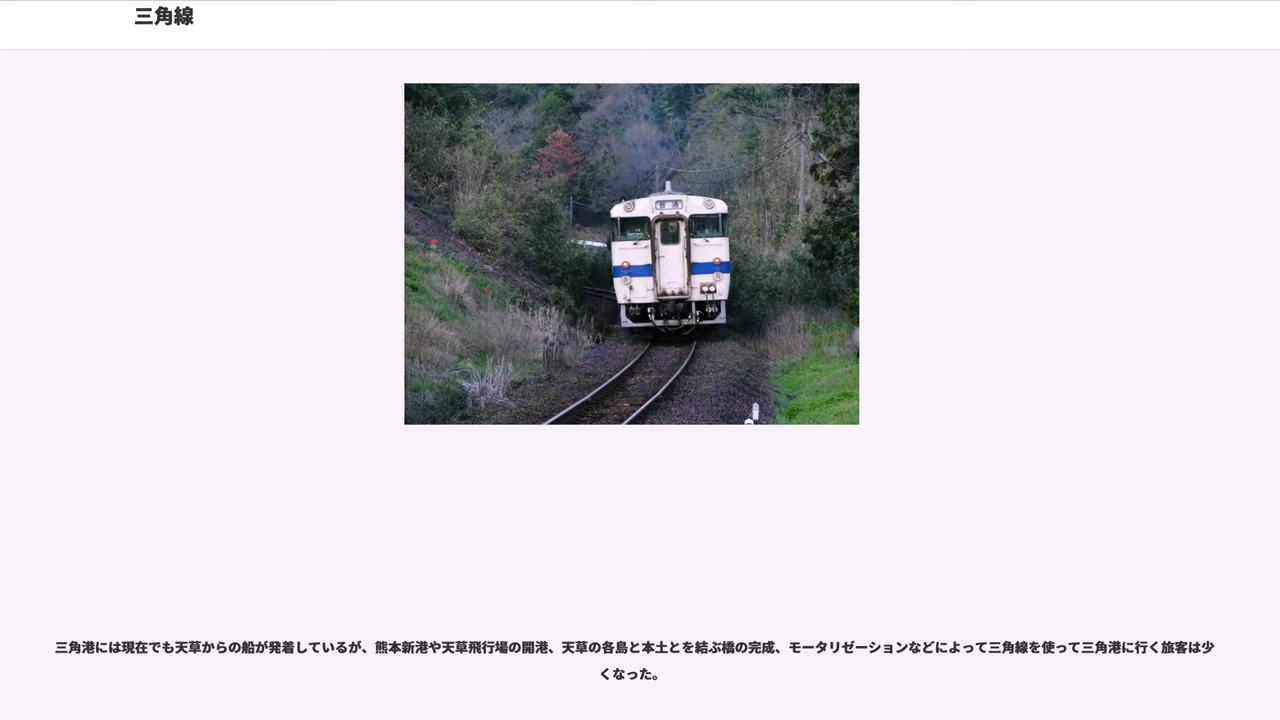 三角線
普通
三角港には現在でも天草からの船が発着しているが、熊本新港や天草飛行場の開港、天草の各島と本土とを結ぶ橋の完成、モータリゼーションなどによって三角線を使って三角港に行く旅客は少
くなった。